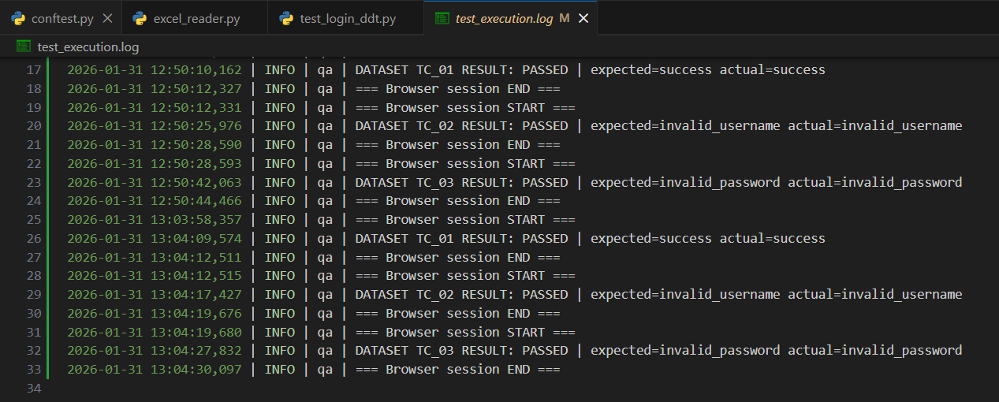 conftest.py
excel_reader.py
test_login_ddt.py
test_execution.log M
test_execution.log
17 2026-01-31 12:50:10,162 | INFO | qa | DATASET TC_01 RESULT: PASSED | expected=success actual=success
18 2026-01-31 12:50:12,327 | INFO | qa | === Browser session END ===
19 2026-01-31 12:50:12,331 | INFO | qa | === Browser session START ===
20 2026-01-31 12:50:25,976 | INFO | qa | DATASET TC_02 RESULT: PASSED | expected=invalid_username actual=invalid_username
21 2026-01-31 12:50:28,590 | INFO | qa | === Browser session END ===
22 2026-01-31 12:50:28,593 | INFO | qa | === Browser session START ===
23 2026-01-31 12:50:42,063 | INFO | qa | DATASET TC_03 RESULT: PASSED | expected=invalid_password actual=invalid_password
24 2026-01-31 12:50:44,466 | INFO | qa | === Browser session END ===
25 2026-01-31 13:03:58,357 | INFO | qa | === Browser session START ===
26 2026-01-31 13:04:09,574 | INFO | qa | DATASET TC_01 RESULT: PASSED | expected=success actual=success
27 2026-01-31 13:04:12,511 | INFO | qa | === Browser session END ===
28 2026-01-31 13:04:12,515 | INFO | qa | === Browser session START ===
29 2026-01-31 13:04:17,427 | INFO | qa | DATASET TC_02 RESULT: PASSED | expected=invalid_username actual=invalid_username
30 2026-01-31 13:04:19,676 | INFO | qa | === Browser session END ===
31 2026-01-31 13:04:19,680 | INFO | qa | === Browser session START ===
32 2026-01-31 13:04:27,832 | INFO | qa | DATASET TC_03 RESULT: PASSED | expected=invalid_password actual=invalid_password
33 2026-01-31 13:04:30,097 | INFO | qa | === Browser session END ===
34